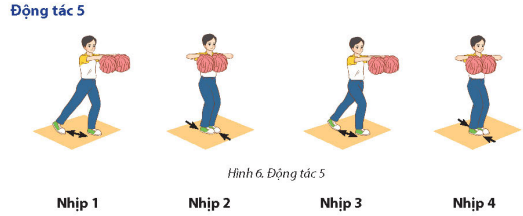 Động tác 5
Hình 6. Động tác 5
Nhịp 1 Nhịp 2 Nhịp 3 Nhịp 4